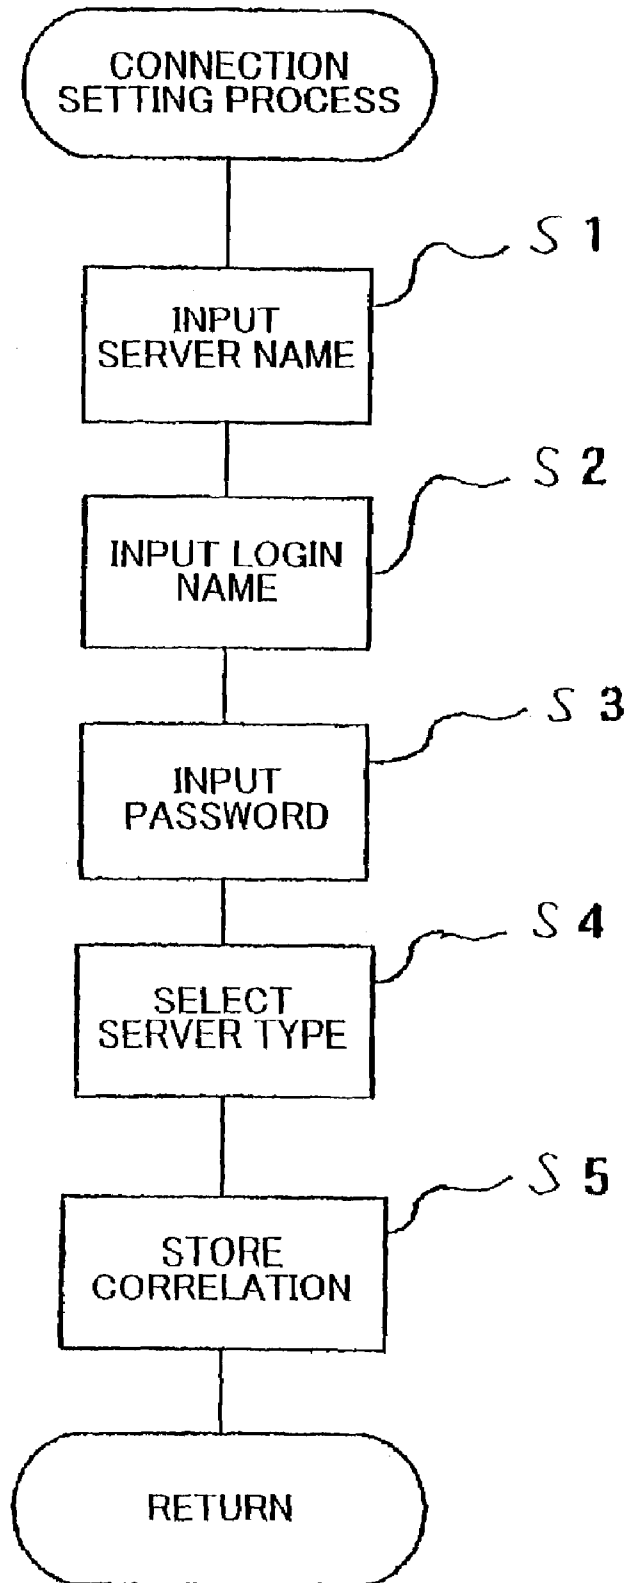 CONNECTION
SETTING PROCESS
S 1
INPUT
SERVER NAME
S 2
INPUT LOGIN
NAME
S 3
INPUT
PASSWORD
S 4
SELECT
SERVER TYPE
S 5
STORE
CORRELATION
RETURN